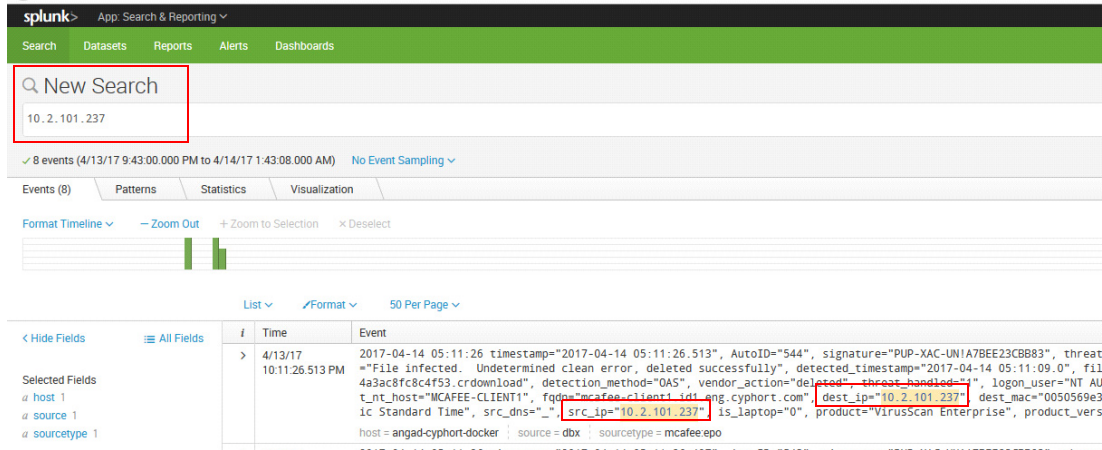 splunk> App: Search & Reporting
Search Datasets Reports Alerts Dashboards
New Search
10.2.101.237
8 events (4/13/17 9:43:00.000 PM to 4/14/17 1:43:08.000 AM) No Event Sampling
Events (8) Patterns Statistics Visualization
Format Timeline — Zoom Out + Zoom to Selection × Deselect
List Format 50 Per Page
< Hide Fields All Fields i Time Event
> 4/13/17 2017-04-14 05:11:26 timestamp="2017-04-14 05:11:26.513", AutoID="544", signature="PUP-XAC-UN!A7BEE23CBB83", threat
10:11:26.513 PM ="File infected. Undetermined clean error, deleted successfully", detected_timestamp="2017-04-14 05:11:09.0", fil
Selected Fields 4a3ac8fc8c4f53.crdownload", detection_method="OAS", vendor_action="deleted", threat_handled="1", logon_user="NT AU
a host 1 t_nt_host="MCAFEE-CLIENT1", fqdn="mcafee-client1.id1.eng.cyphort.com", dest_ip="10.2.101.237", dest_mac="0050569e3
a source 1 ic Standard Time", src_dns="_", src_ip="10.2.101.237", is_laptop="0", product="VirusScan Enterprise", product_vers
a sourcetype 1 host = angad-cyphort-docker source = dbx sourcetype = mcafee:epo